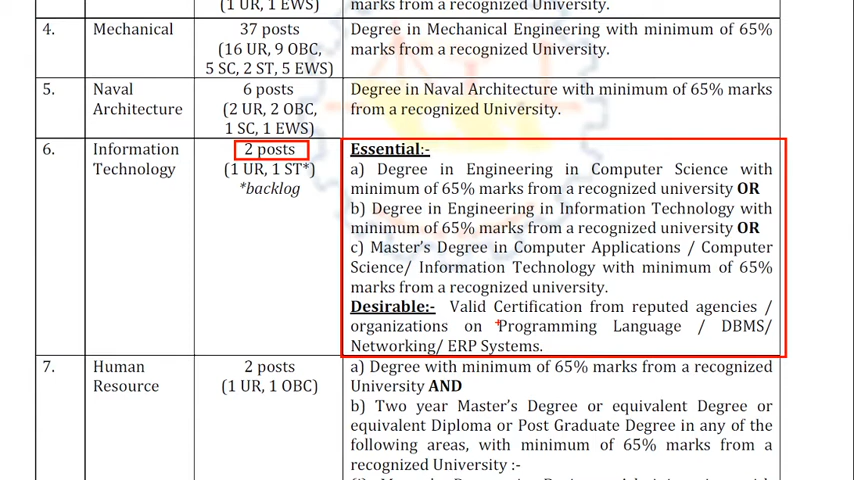 (1 UR, 1 EWS)
marks from a recognized University.
4.
Mechanical
37 posts
(16 UR, 9 OBC,
5 SC, 2 ST, 5 EWS)
Degree in Mechanical Engineering with minimum of 65%
marks from a recognized University.
5.
Naval
Architecture
6 posts
(2 UR, 2 OBC,
1 SC, 1 EWS)
Degree in Naval Architecture with minimum of 65% marks
from a recognized University.
6.
Information
Technology
2 posts
(1 UR, 1 ST*)
*backlog
Essential:-
a) Degree in Engineering in Computer Science with
minimum of 65% marks from a recognized university OR
b) Degree in Engineering in Information Technology with
minimum of 65% marks from a recognized university OR
c) Master's Degree in Computer Applications / Computer
Science/ Information Technology with minimum of 65%
marks from a recognized university.
Desirable:- Valid Certification from reputed agencies /
organizations on Programming Language / DBMS/
Networking/ ERP Systems.
7.
Human
Resource
2 posts
(1 UR, 1 OBC)
a) Degree with minimum of 65% marks from a recognized
University AND
b) Two year Master's Degree or equivalent Degree or
equivalent Diploma or Post Graduate Degree in any of the
following areas, with minimum of 65% marks from a
recognized University :-